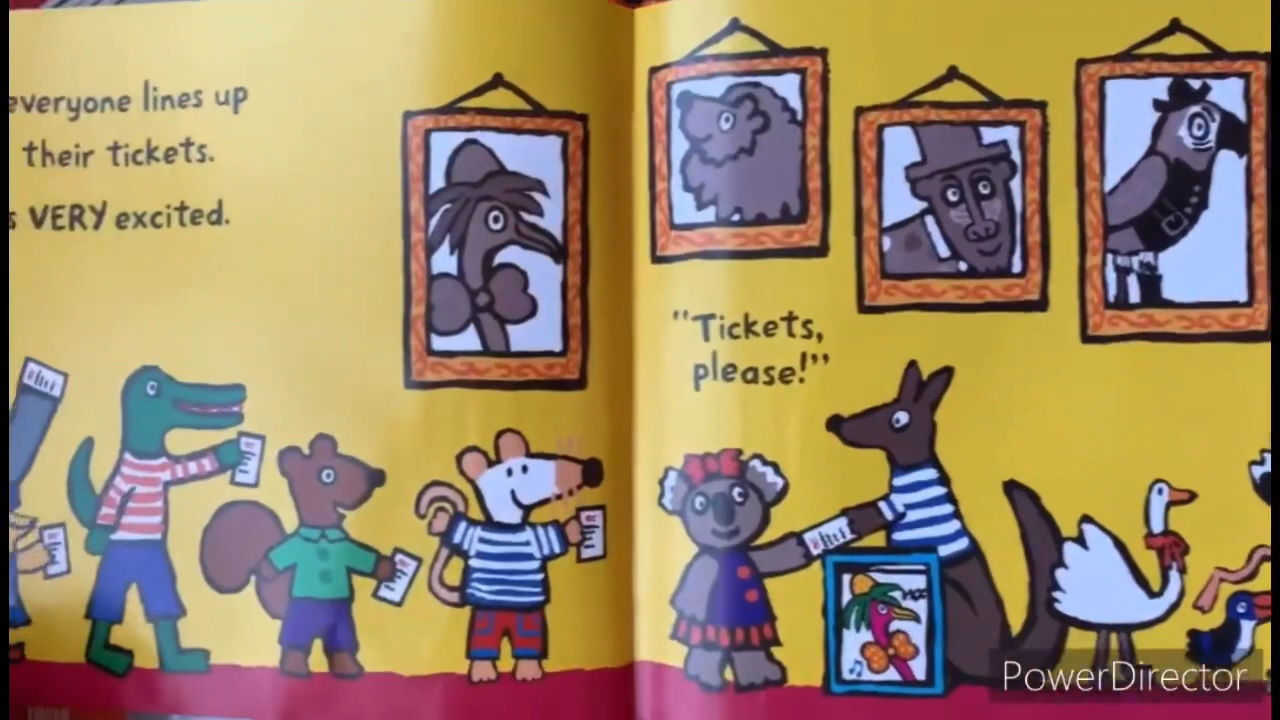 everyone lines up
their tickets.
s VERY excited.
"Tickets,
please!"
PowerDirector